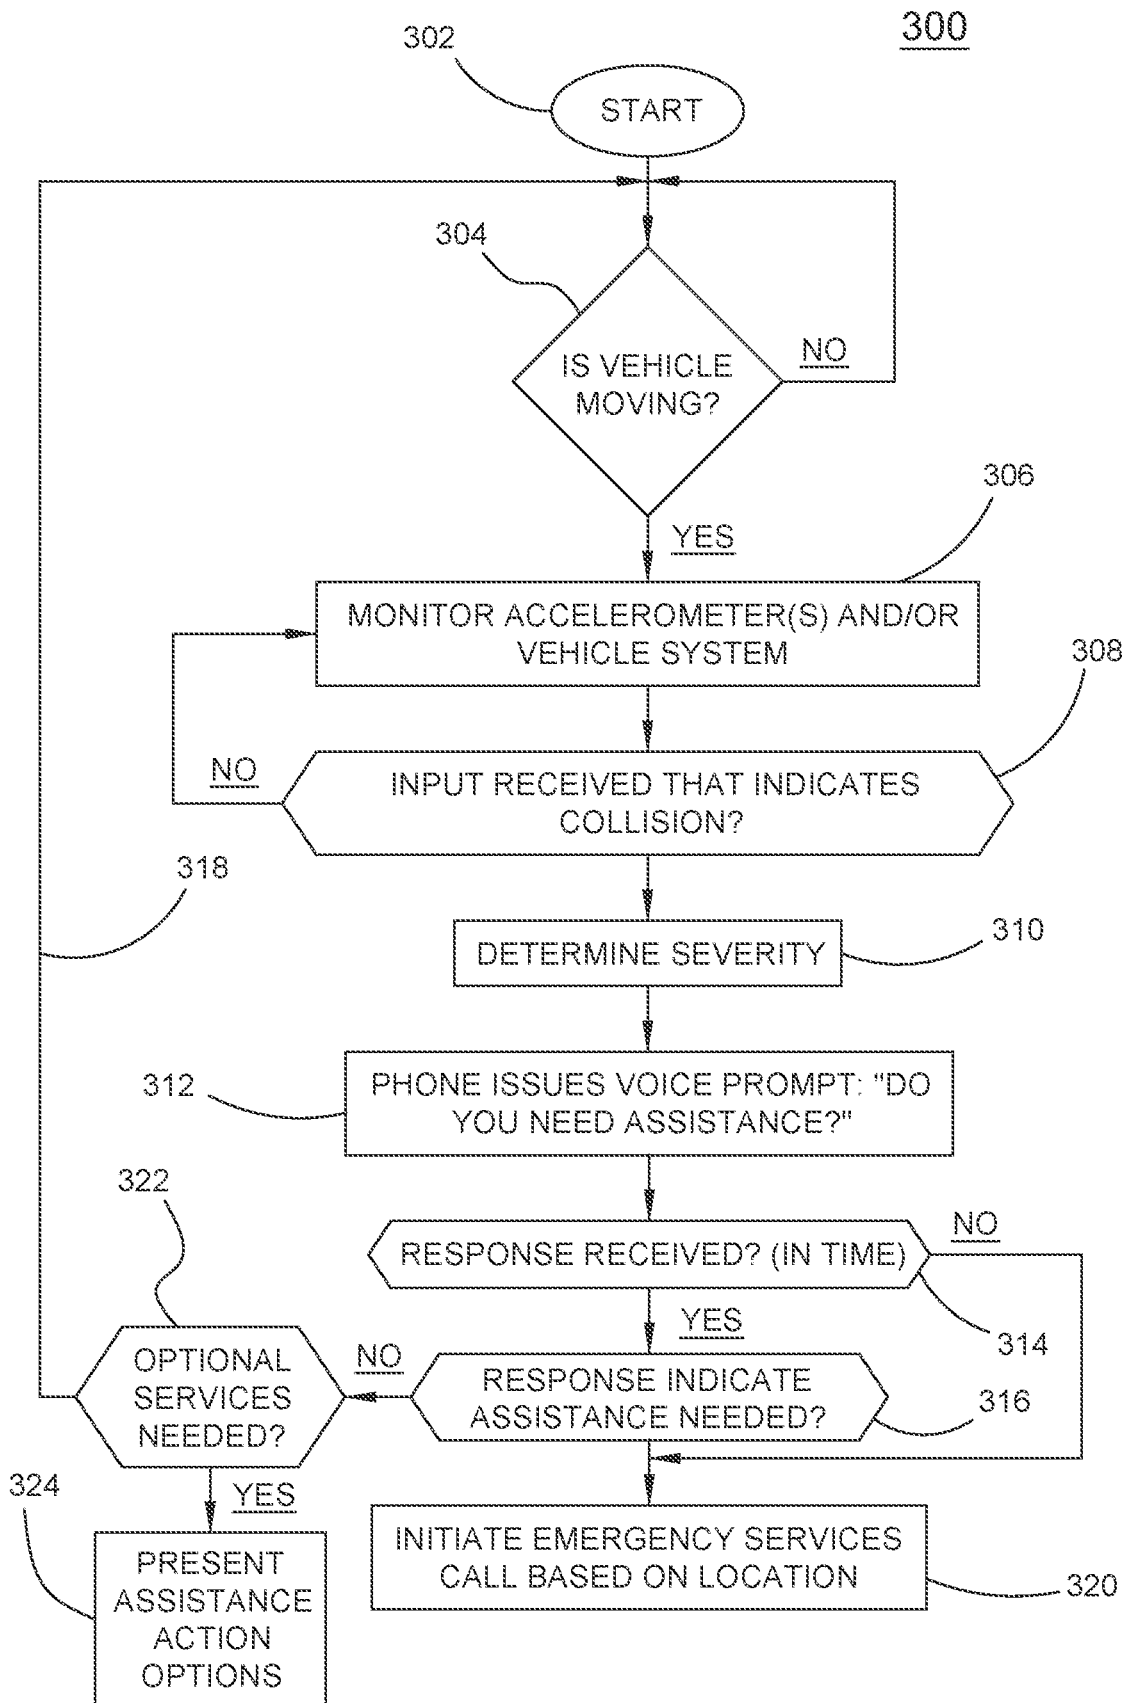 300
302
START
304
IS VEHICLE
MOVING?
NO
306
YES
MONITOR ACCELEROMETER(S) AND/OR
VEHICLE SYSTEM
308
NO
INPUT RECEIVED THAT INDICATES
COLLISION?
318
DETERMINE SEVERITY
310
312
PHONE ISSUES VOICE PROMPT: "DO
YOU NEED ASSISTANCE?"
322
RESPONSE RECEIVED? (IN TIME)
NO
YES
314
OPTIONAL
SERVICES
NEEDED?
NO
RESPONSE INDICATE
ASSISTANCE NEEDED?
316
324
YES
PRESENT
ASSISTANCE
ACTION
OPTIONS
INITIATE EMERGENCY SERVICES
CALL BASED ON LOCATION
320